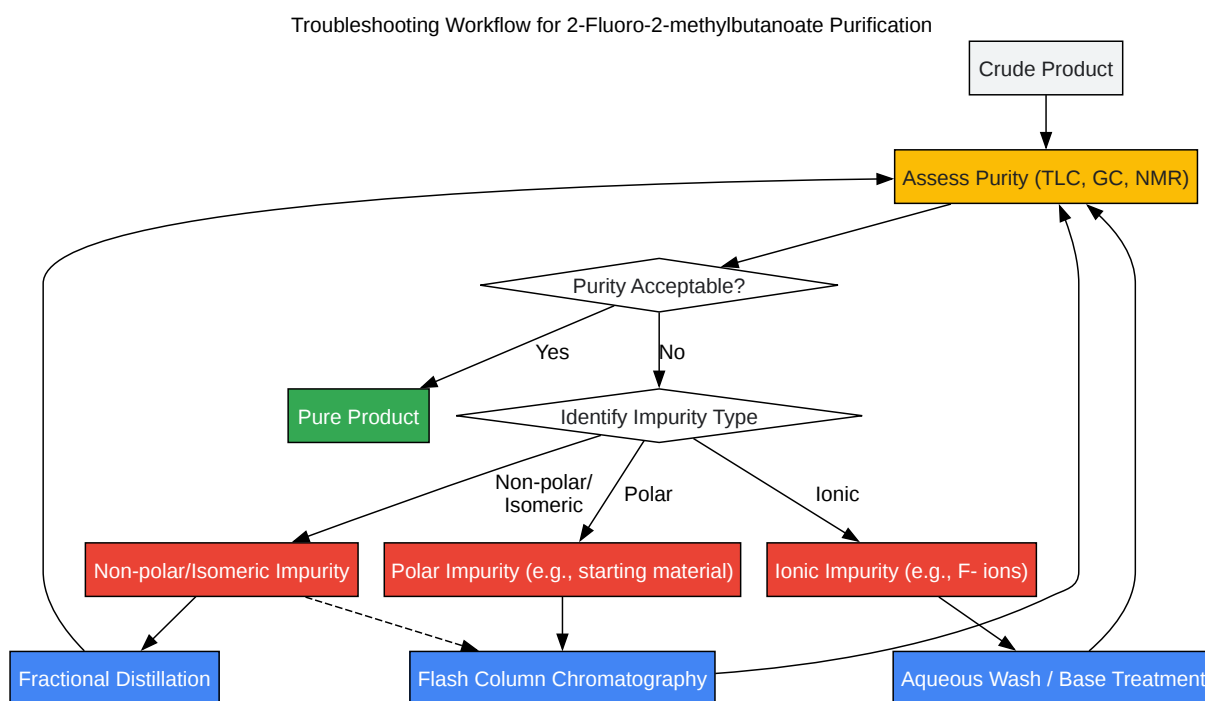 Troubleshooting Workflow for 2-Fluoro-2-methylbutanoate Purification
Crude Product
Assess Purity (TLC, GC, NMR)
Purity Acceptable?
Yes
No
Pure Product
Identify Impurity Type
Non-polar/
Isomeric
Polar
Ionic
Non-polar/Isomeric Impurity
Polar Impurity (e.g., starting material)
Ionic Impurity (e.g., F- ions)
Fractional Distillation
Flash Column Chromatography
Aqueous Wash / Base Treatment